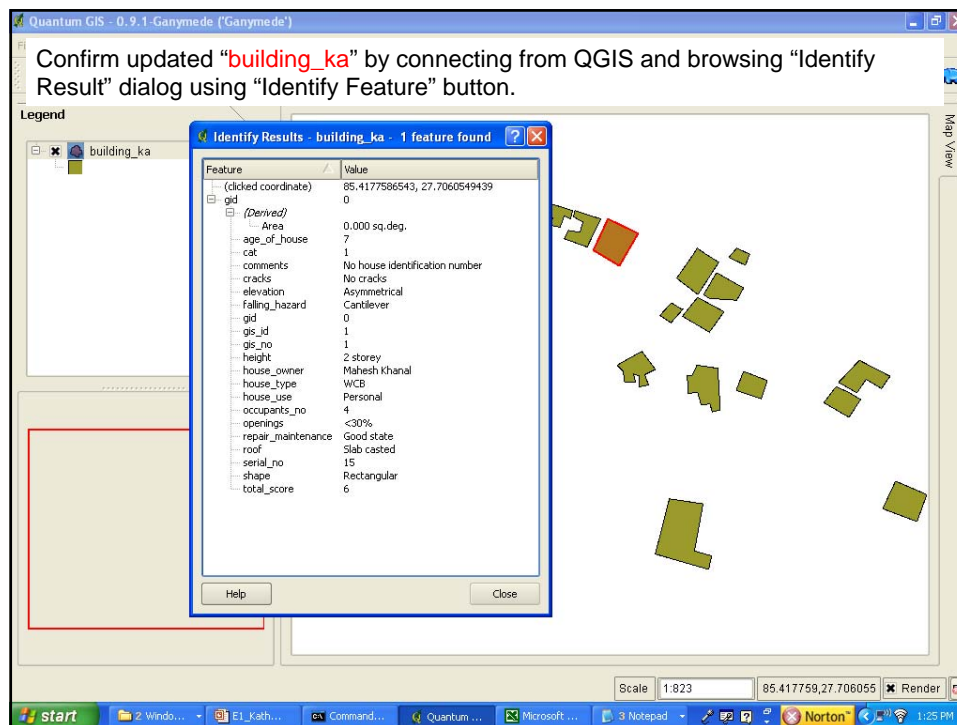 Quantum GIS - 0.9.1-Ganymede ('Ganymede')
Confirm updated “building_ka” by connecting from QGIS and browsing “Identify
Result” dialog using “Identify Feature” button.
Legend
building_ka
Map View
Identify Results - building_ka - 1 feature found
Feature Value
(clicked coordinate) 85.4177586543, 27.7060549439
gid 0
(Derived)
Area 0.000 sq.deg.
age_of_house 7
cat 1
comments No house identification number
cracks No cracks
elevation Asymmetrical
falling_hazard Cantilever
gid 0
gis_id 1
gis_no 1
height 2 storey
house_owner Mahesh Khanal
house_type WCB
house_use Personal
occupants_no 4
openings <30%
repair_maintenance Good state
roof Slab casted
serial_no 15
shape Rectangular
total_score 6
Help Close
Scale 1:823 85.417759,27.706055 Render
start 2 Windo... E1_Kath... Command... Quantum ... Microsoft ... 3 Notepad Norton™ 1:25 PM